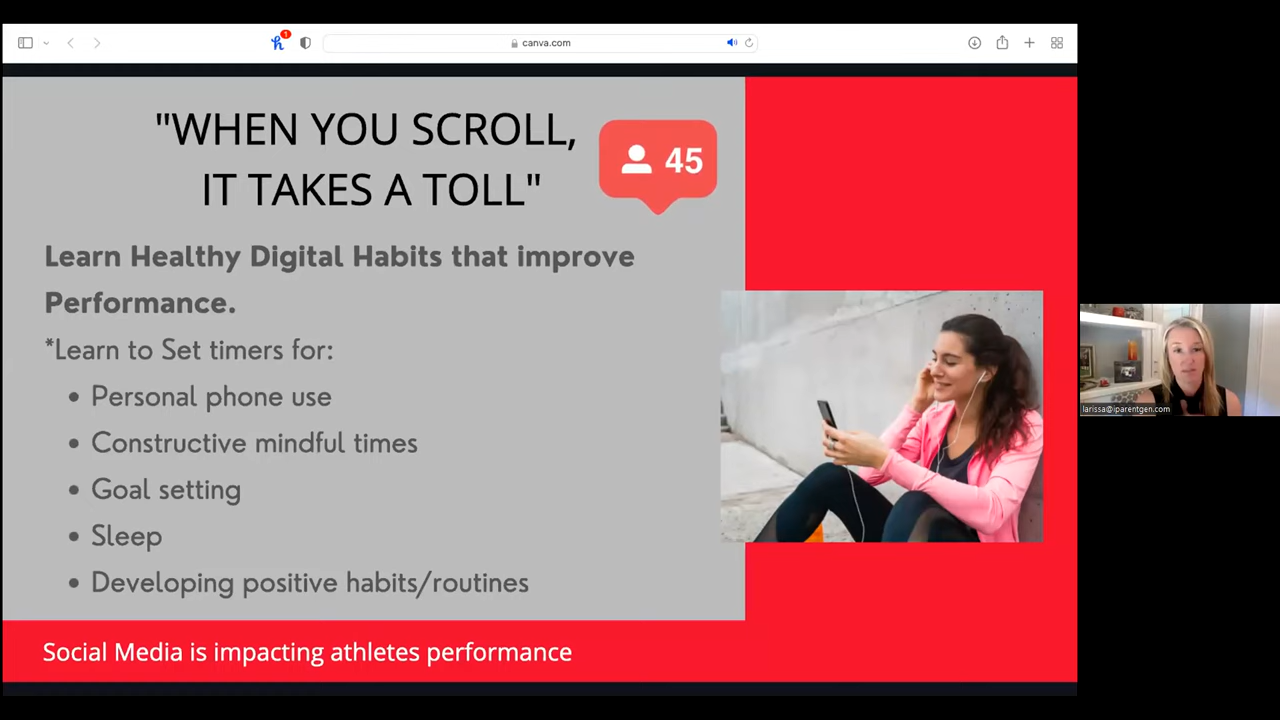 1
canva.com
"WHEN YOU SCROLL,
IT TAKES A TOLL"
45
Learn Healthy Digital Habits that improve
Performance.
*Learn to Set timers for:
• Personal phone use
• Constructive mindful times
• Goal setting
• Sleep
• Developing positive habits/routines
Social Media is impacting athletes performance
larissa@iparentgen.com